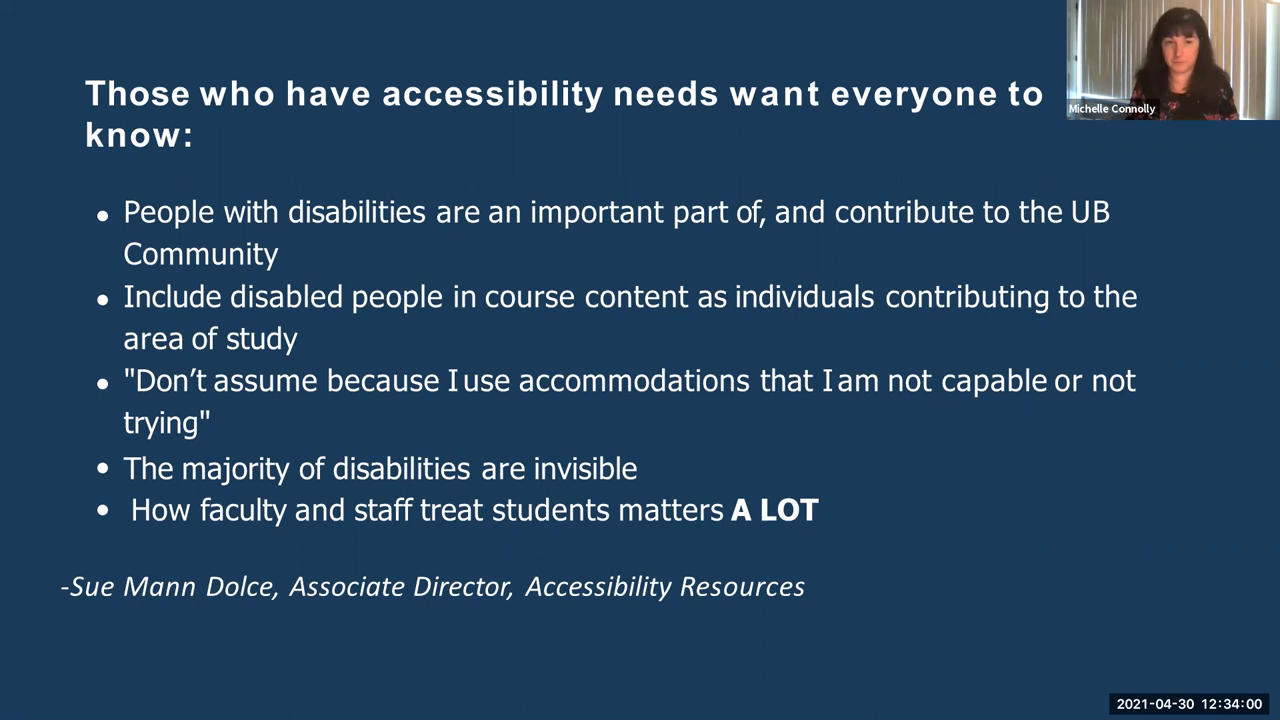 Those who have accessibility needs want everyone to
know:
Michelle Connolly
• People with disabilities are an important part of, and contribute to the UB
Community
• Include disabled people in course content as individuals contributing to the
area of study
• "Don’t assume because I use accommodations that I am not capable or not
trying"
• The majority of disabilities are invisible
• How faculty and staff treat students matters A LOT
-Sue Mann Dolce, Associate Director, Accessibility Resources
2021-04-30 12:34:00